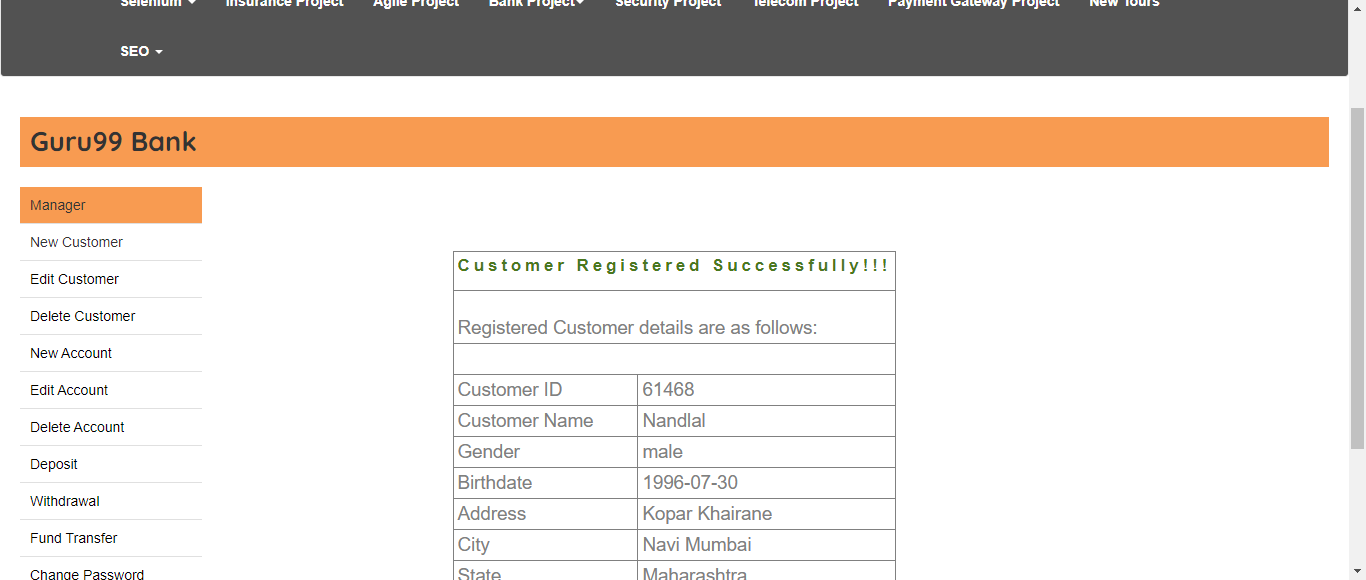 Selenium Insurance Project Agile Project Bank Project Security Project Telecom Project Payment Gateway Project New Tours
SEO
Guru99 Bank
Manager
New Customer
Edit Customer
Delete Customer
New Account
Edit Account
Delete Account
Deposit
Withdrawal
Fund Transfer
Change Password
Customer Registered Successfully!!!
Registered Customer details are as follows:
Customer ID 61468
Customer Name Nandlal
Gender male
Birthdate 1996-07-30
Address Kopar Khairane
City Navi Mumbai
State Maharashtra